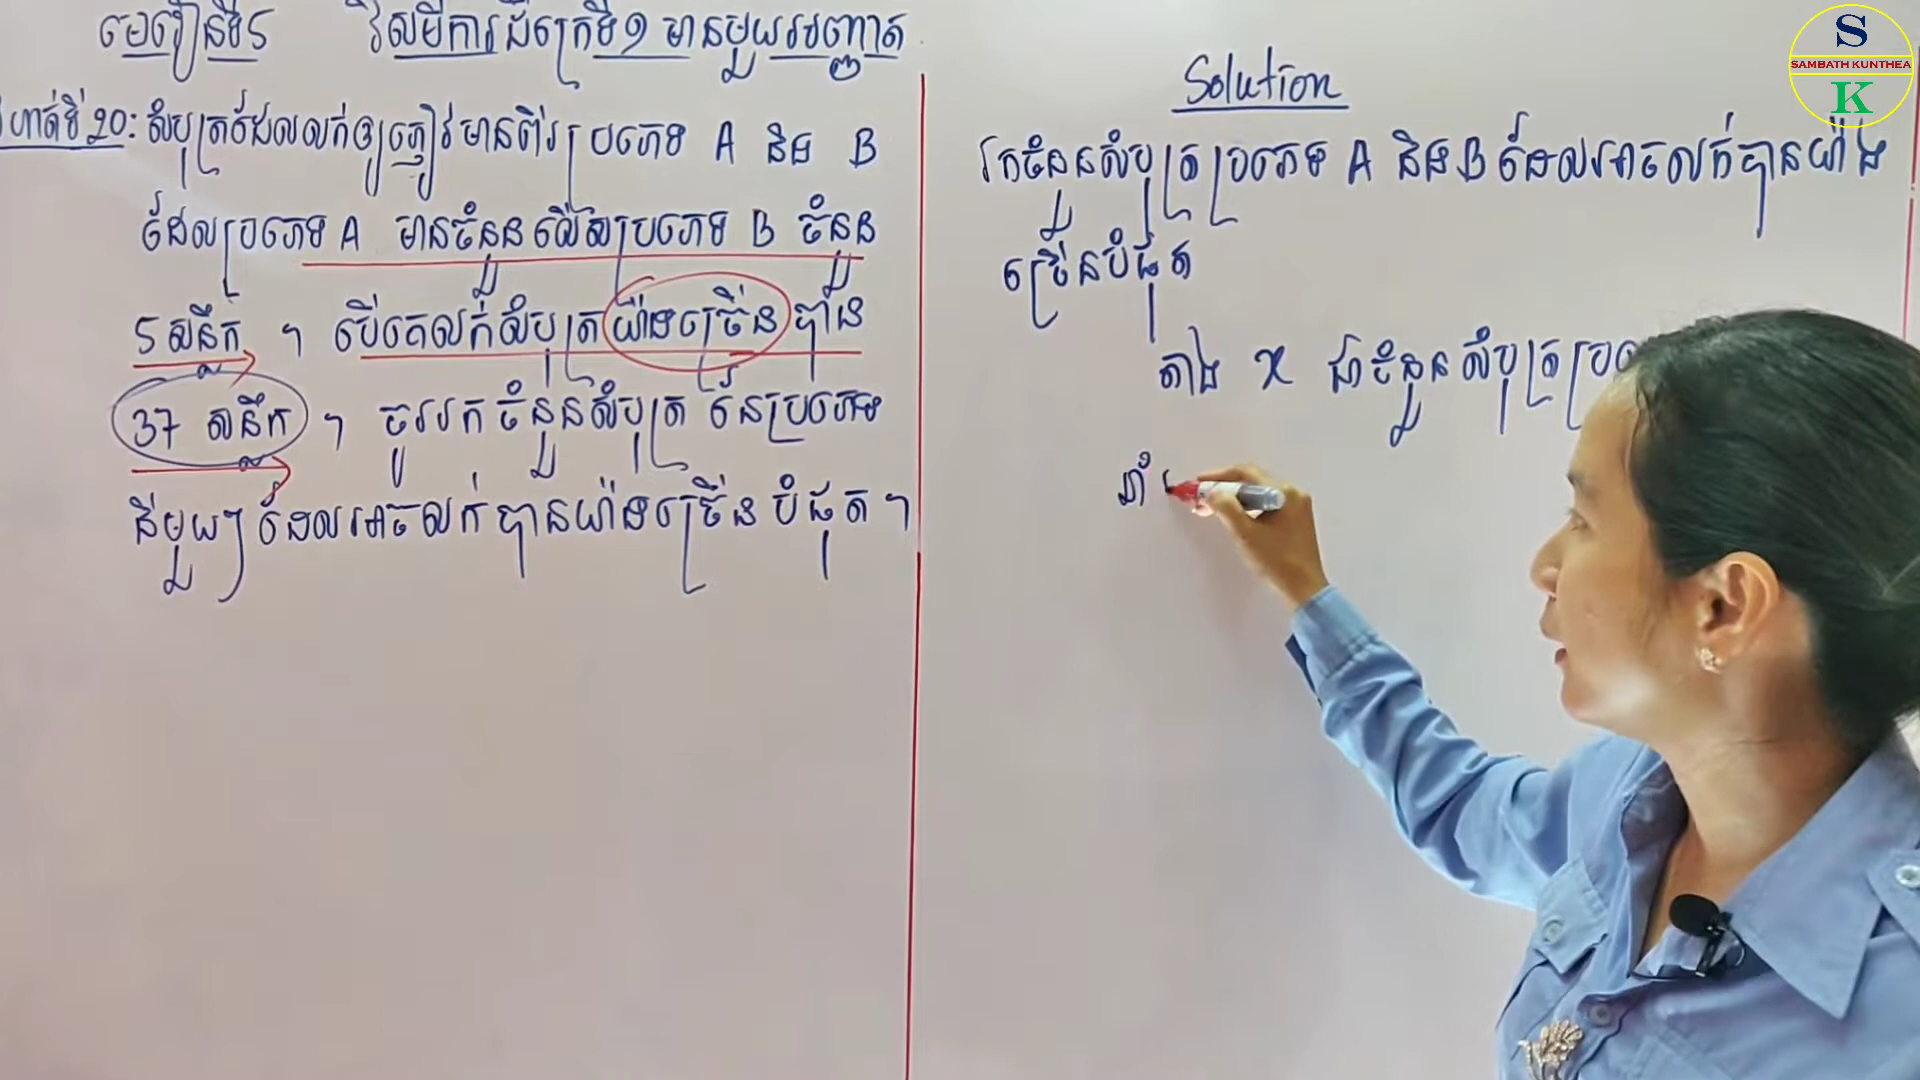 មេរៀនទី5 វិសមីការដឺក្រេទី១ មានមួយអញ្ញាត
លំហាត់ទី 20: សំបុត្រដែលលក់ឲ្យភ្ញៀវមានពីរប្រភេទ A និង B
ដែលប្រភេទ A មានចំនួនលើសប្រភេទ B ចំនួន
5 សន្លឹក ។ បើគេលក់សំបុត្រយ៉ាងច្រើនបាន
37 សន្លឹក ។ ចូររកចំនួនសំបុត្រ នៃប្រភេទ
នីមួយៗ ដែលអាចលក់បានយ៉ាងច្រើនបំផុត ។
Solution
រកចំនួនសំបុត្រប្រភេទ A និង B ដែលអាចលក់បានយ៉ាង
ច្រើនបំផុត
តាង x ជាចំនួនសំបុត្រ
នាំ
S
SAMBATH KUNTHEA
K